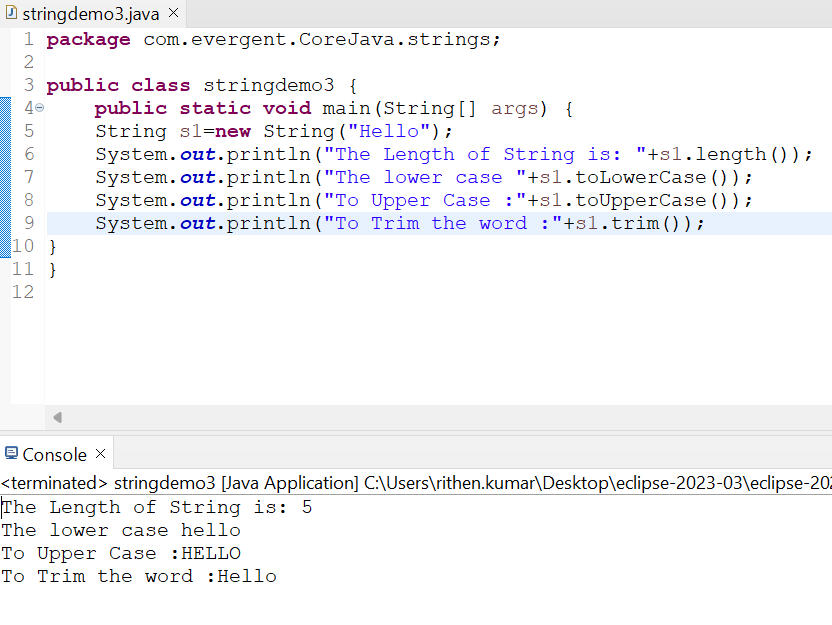 stringdemo3.java
1 package com.evergent.CoreJava.strings;
2
3 public class stringdemo3 {
4 public static void main(String[] args) {
5 String s1=new String("Hello");
6 System.out.println("The Length of String is: "+s1.length());
7 System.out.println("The lower case "+s1.toLowerCase());
8 System.out.println("To Upper Case :"+s1.toUpperCase());
9 System.out.println("To Trim the word :"+s1.trim());
10 }
11 }
12
Console
<terminated> stringdemo3 [Java Application] C:\Users\rithen.kumar\Desktop\eclipse-2023-03\eclipse-202
The Length of String is: 5
The lower case hello
To Upper Case :HELLO
To Trim the word :Hello